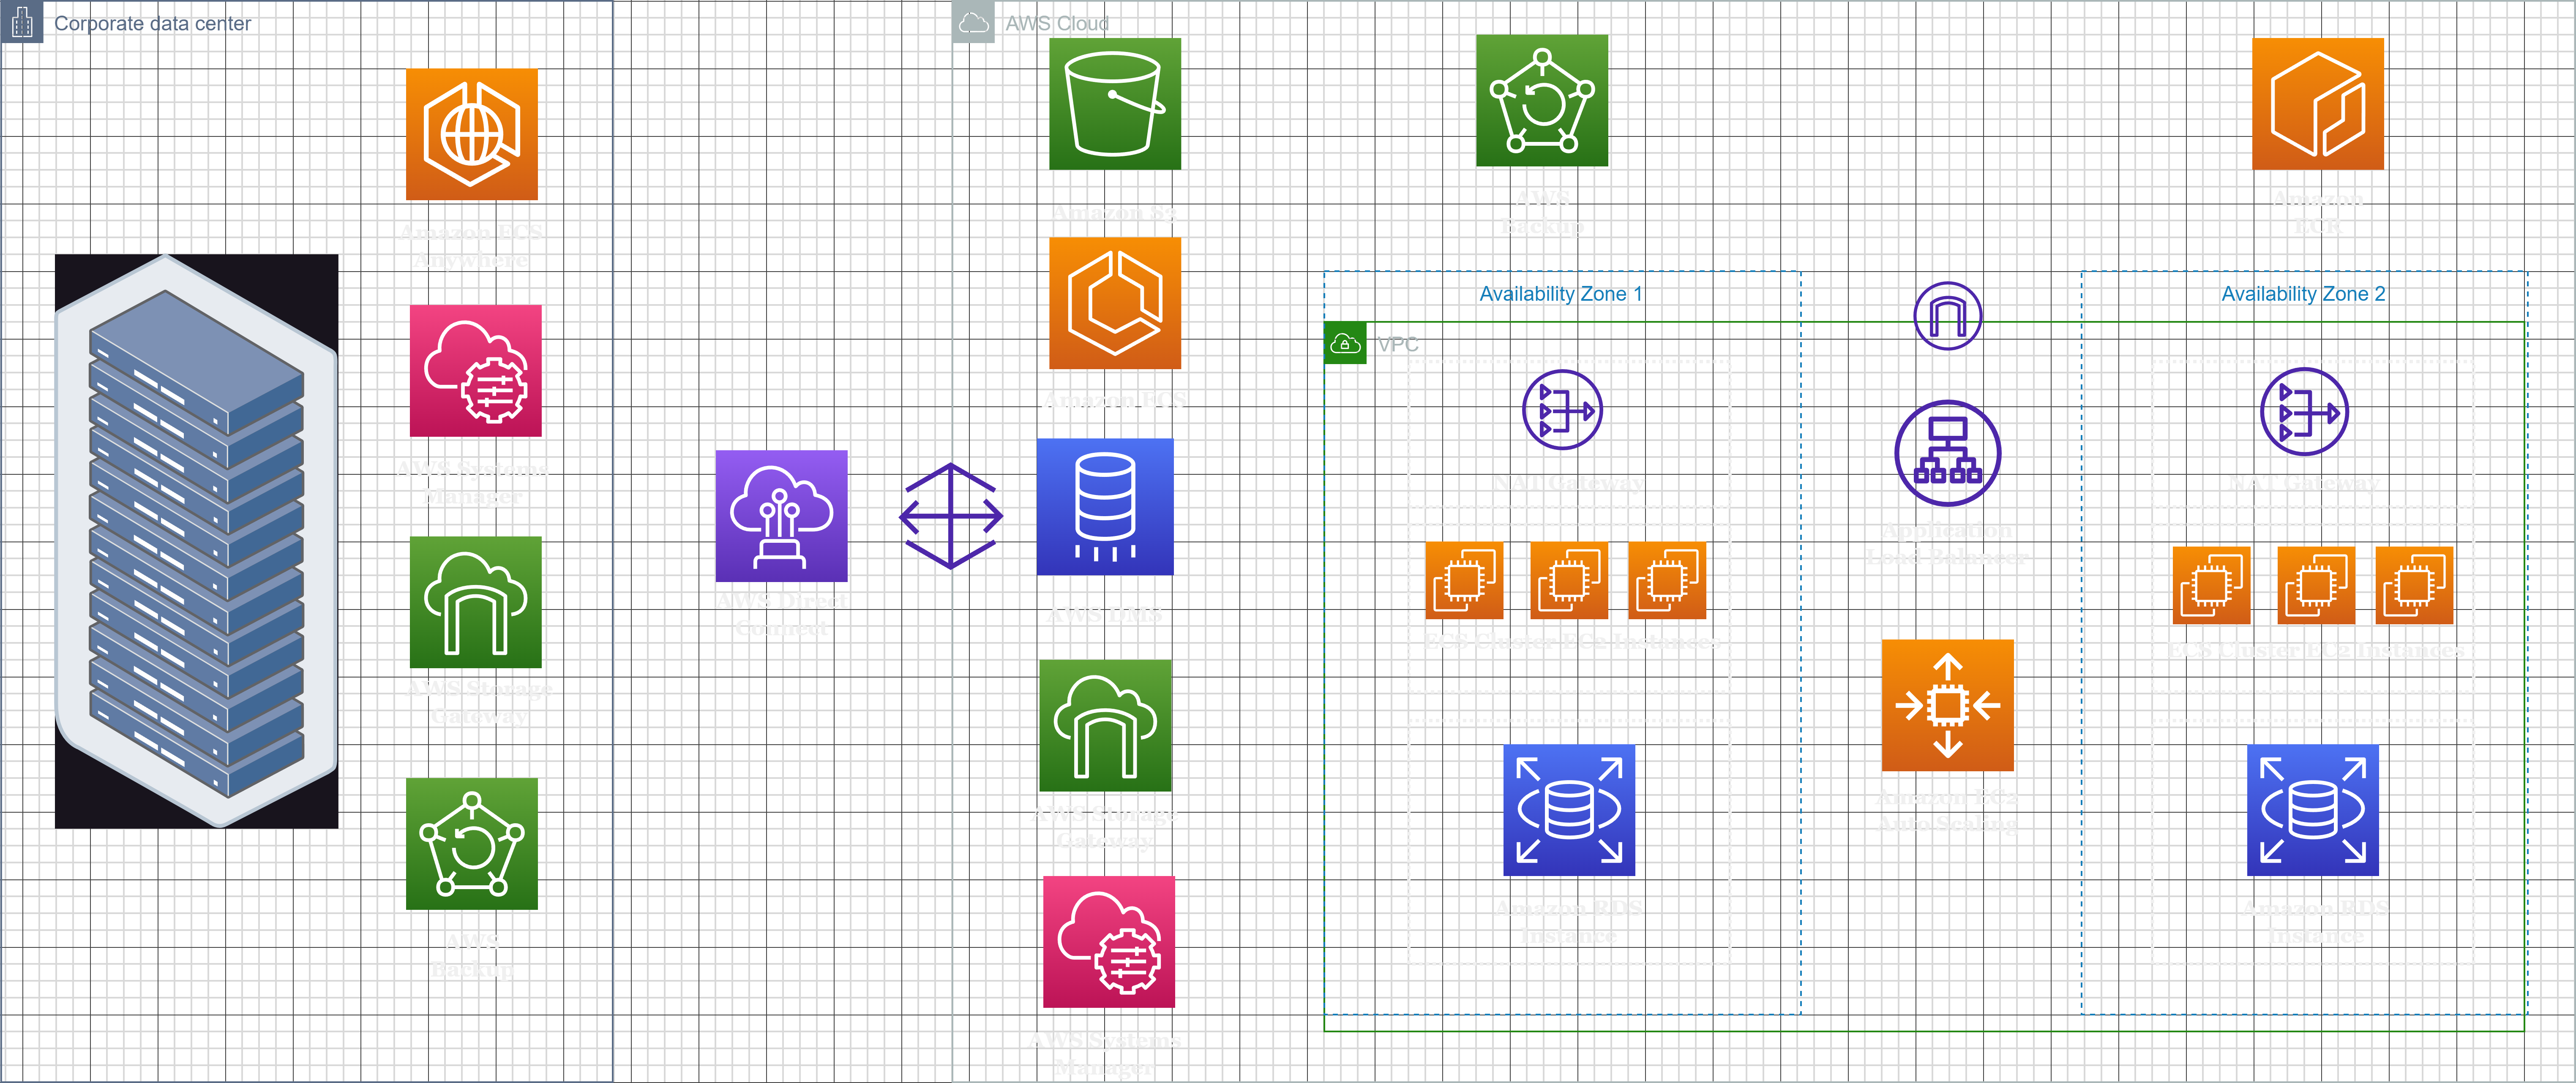 Corporate data center
AWS Cloud
Amazon ECS
Anywhere
AWS Systems
Manager
AWS Storage
Gateway
AWS
Backup
AWS Direct
Connect
Amazon S3
Amazon ECS
AWS DMS
AWS Storage
Gateway
AWS Systems
Manager
AWS
Backup
Amazon
ECR
Availability Zone 1
VPC
NAT Gateway
ECS Cluster EC2 Instances
Amazon RDS
Instance
Application
Load Balancer
Amazon EC2
Auto Scaling
Availability Zone 2
NAT Gateway
ECS Cluster EC2 Instances
Amazon RDS
Instance